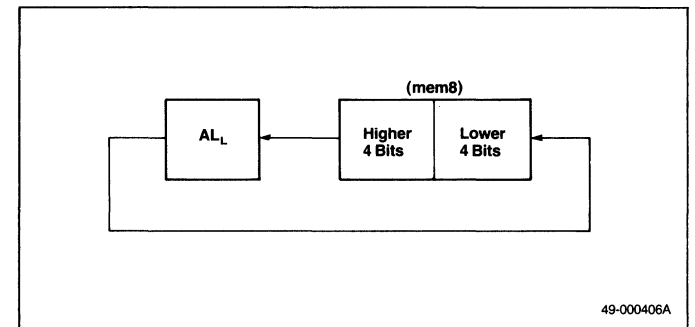 (mem8)
AL_L
Higher
4 Bits
Lower
4 Bits
49-000406A